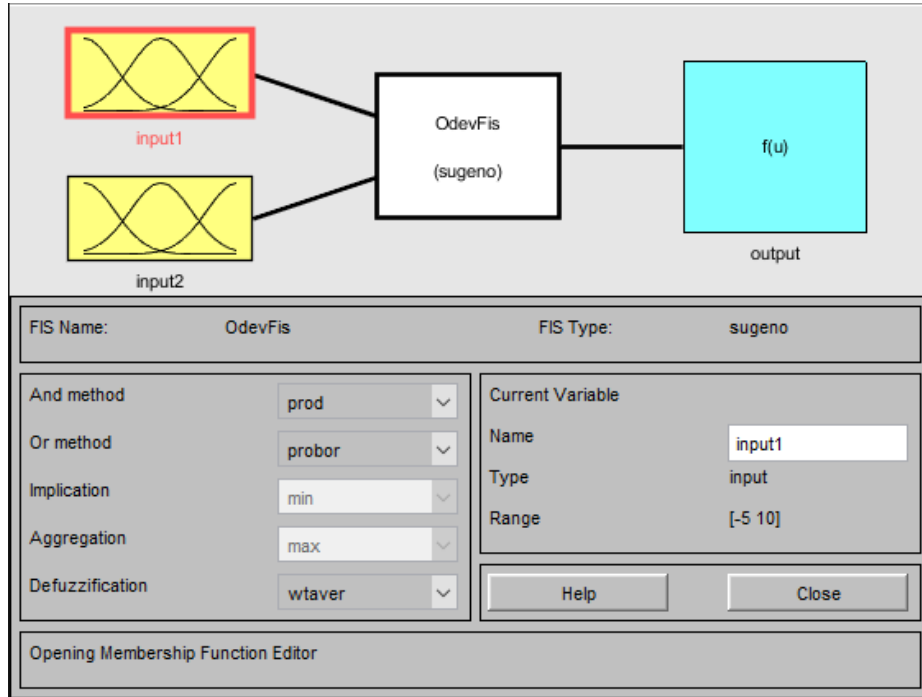 input1
input2
OdevFis
(sugeno)
f(u)
output
FIS Name: OdevFis FIS Type: sugeno
And method prod
Or method probor
Implication min
Aggregation max
Defuzzification wtaver
Current Variable
Name input1
Type input
Range [-5 10]
Help Close
Opening Membership Function Editor